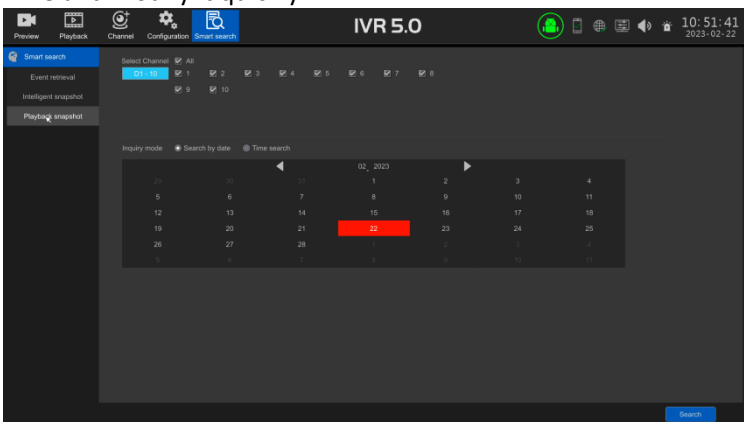 IVR 5.0
10:51:41
2023-02-22
Preview Playback Channel Configuration Smart search
Smart search
Event retrieval
Intelligent snapshot
Playback snapshot
Select Channel All
D1 - 10 1 2 3 4 5 6 7 8
9 10
Inquiry mode Search by date Time search
02 2023
29 30 31 1 2 3 4
5 6 7 8 9 10 11
12 13 14 15 16 17 18
19 20 21 22 23 24 25
26 27 28 1 2 3 4
5 6 7 8 9 10 11
Search